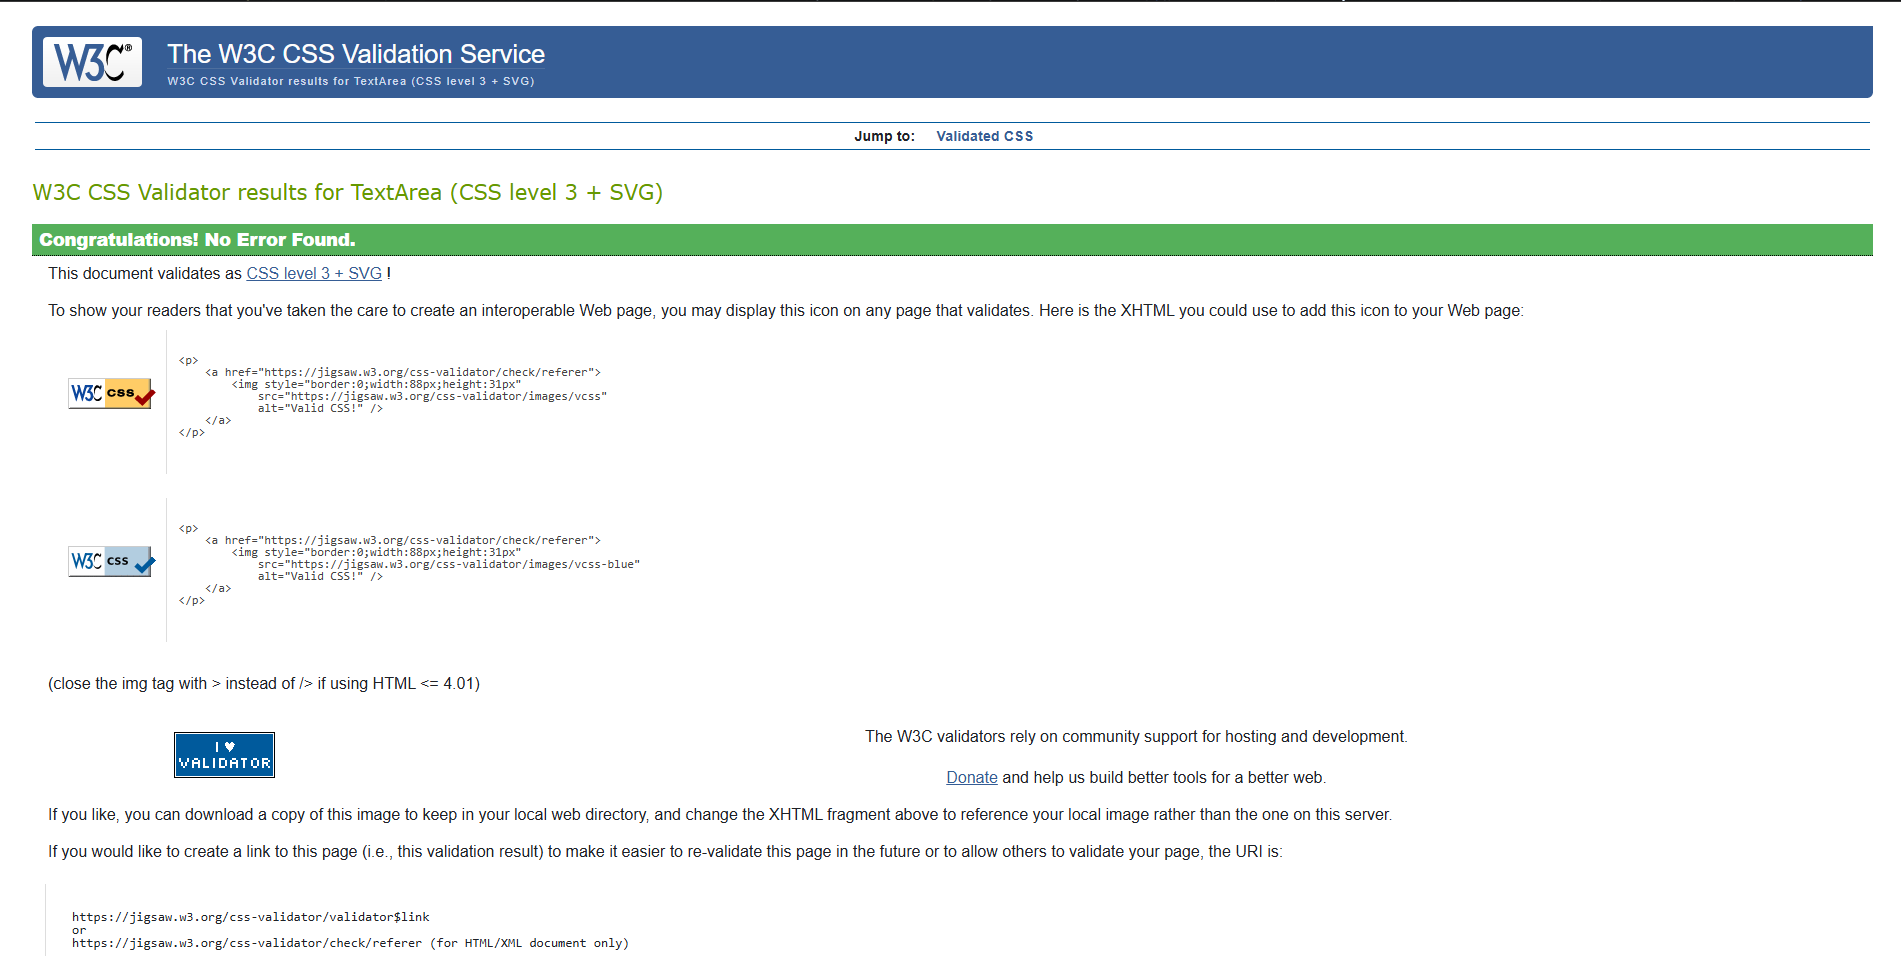 W3C®
The W3C CSS Validation Service
W3C CSS Validator results for TextArea (CSS level 3 + SVG)
Jump to: Validated CSS
W3C CSS Validator results for TextArea (CSS level 3 + SVG)
Congratulations! No Error Found.
This document validates as CSS level 3 + SVG !
To show your readers that you've taken the care to create an interoperable Web page, you may display this icon on any page that validates. Here is the XHTML you could use to add this icon to your Web page:
W3C css
<p>
    <a href="https://jigsaw.w3.org/css-validator/check/referer">
        <img style="border:0;width:88px;height:31px"
            src="https://jigsaw.w3.org/css-validator/images/vcss"
            alt="Valid CSS!" />
    </a>
</p>
W3C css
<p>
    <a href="https://jigsaw.w3.org/css-validator/check/referer">
        <img style="border:0;width:88px;height:31px"
            src="https://jigsaw.w3.org/css-validator/images/vcss-blue"
            alt="Valid CSS!" />
    </a>
</p>
(close the img tag with > instead of /> if using HTML <= 4.01)
I ♥
VALIDATOR
The W3C validators rely on community support for hosting and development.
Donate and help us build better tools for a better web.
If you like, you can download a copy of this image to keep in your local web directory, and change the XHTML fragment above to reference your local image rather than the one on this server.
If you would like to create a link to this page (i.e., this validation result) to make it easier to re-validate this page in the future or to allow others to validate your page, the URI is:
https://jigsaw.w3.org/css-validator/validator$link
or
https://jigsaw.w3.org/css-validator/check/referer (for HTML/XML document only)